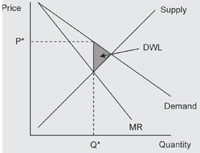 Price
Supply
P*
DWL
Demand
MR
Q*
Quantity